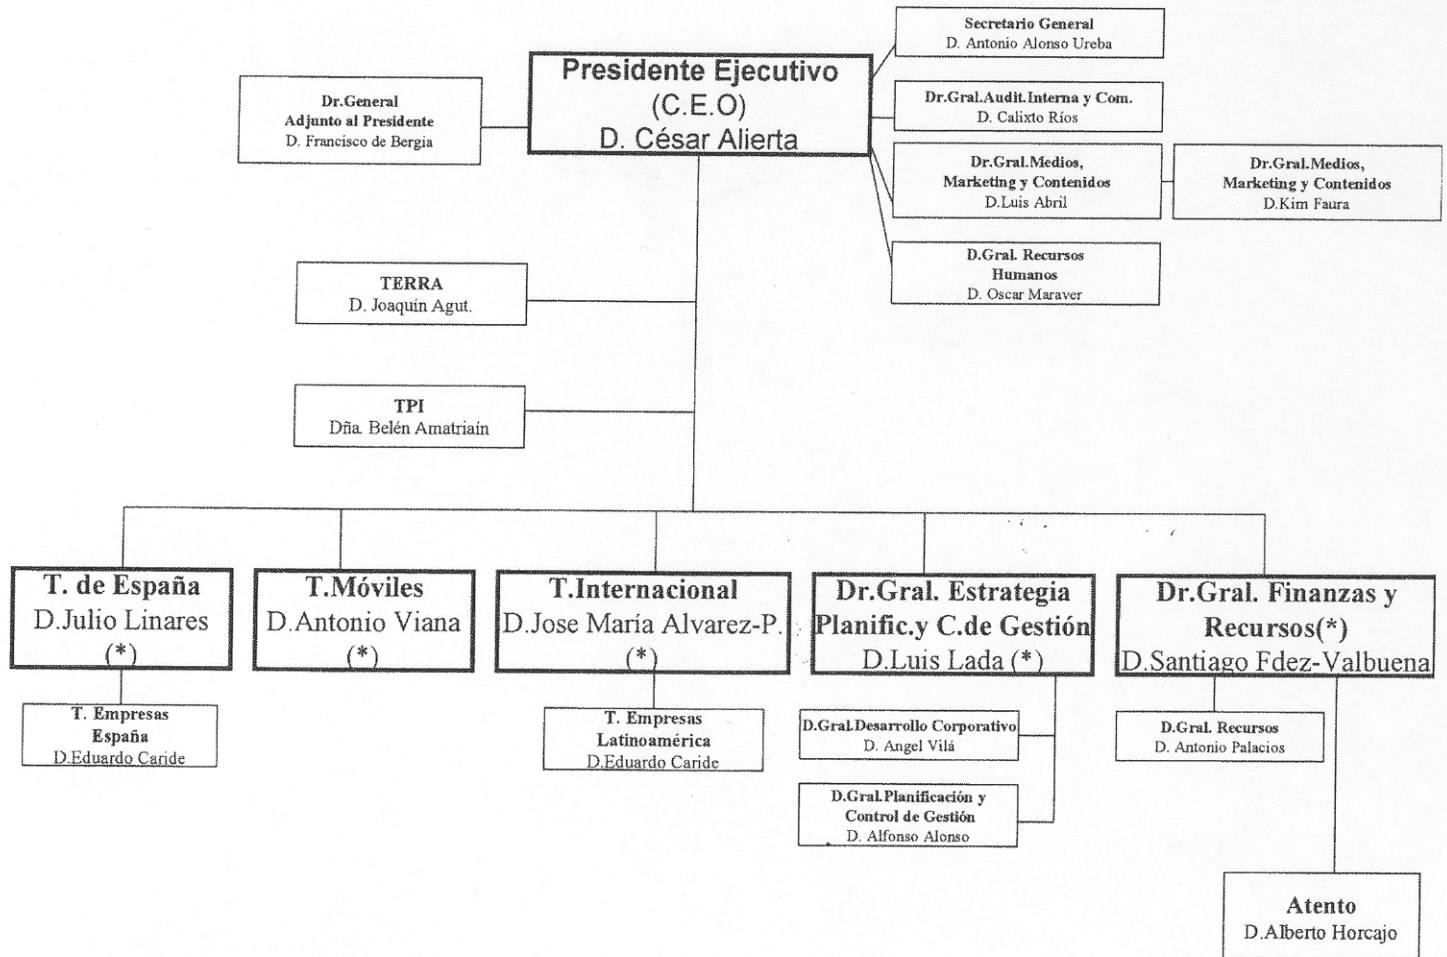 Secretario General
D. Antonio Alonso Ureba
Presidente Ejecutivo
(C.E.O)
D. César Alierta
Dr.General
Adjunto al Presidente
D. Francisco de Bergia
Dr.Gral.Audit.Interna y Com.
D. Calixto Ríos
Dr.Gral.Medios,
Marketing y Contenidos
D.Luis Abril
Dr.Gral.Medios,
Marketing y Contenidos
D.Kim Faura
D.Gral. Recursos
Humanos
D. Oscar Maraver
TERRA
D. Joaquín Agut.
TPI
Dña. Belén Amatriaín
T. de España
D.Julio Linares
(*)
T.Móviles
D.Antonio Viana
(*)
T.Internacional
D.Jose María Alvarez-P.
(*)
Dr.Gral. Estrategia
Planific.y C.de Gestión
D.Luis Lada (*)
Dr.Gral. Finanzas y
Recursos(*)
D.Santiago Fdez-Valbuena
T. Empresas
España
D.Eduardo Caride
T. Empresas
Latinoamérica
D.Eduardo Caride
D.Gral.Desarrollo Corporativo
D. Angel Vilá
D.Gral.Planificación y
Control de Gestión
D. Alfonso Alonso
D.Gral. Recursos
D. Antonio Palacios
Atento
D.Alberto Horcajo